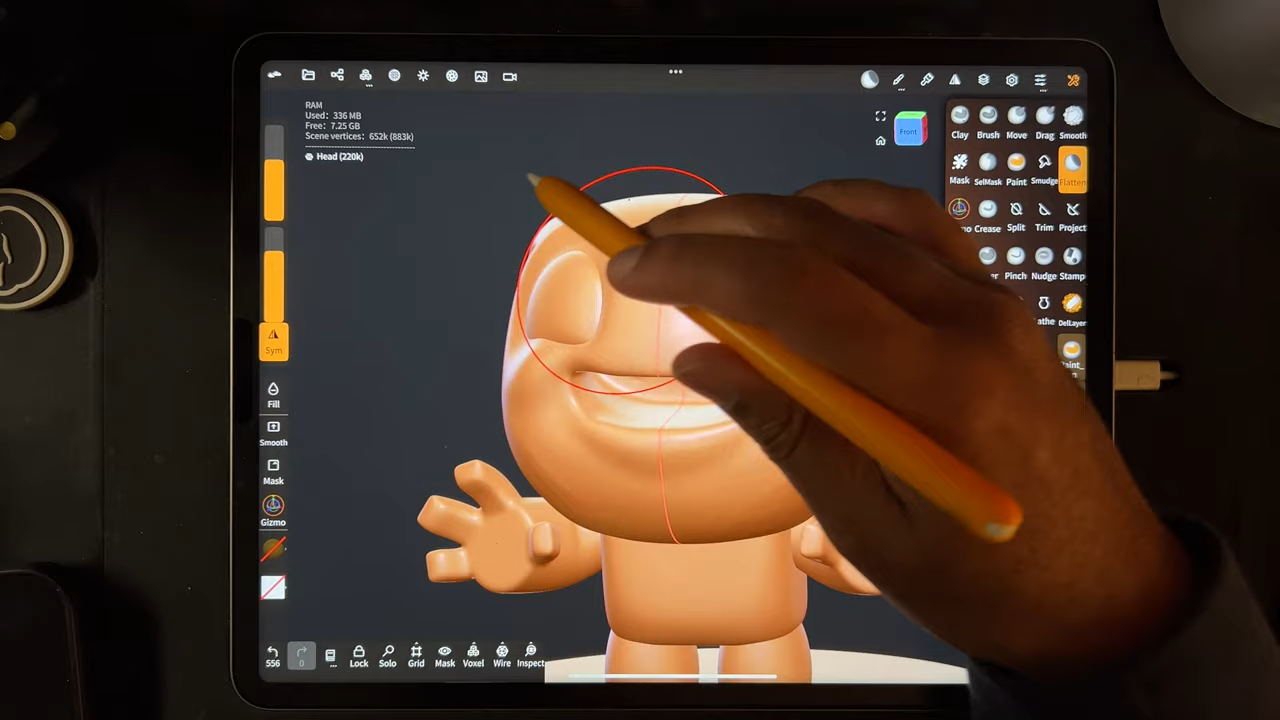 RAM
Used: 336 MB
Free: 7.25 GB
Scene vertices: 652k (883k)
Head (220k)
Front
Clay Brush Move Drag Smooth
Mask SelMask Paint Smudge Flatten
Crease Split Trim Project
Pinch Nudge Stamp
DelLayer
Paint_
Sym
Fill
Smooth
Mask
Gizmo
556 0 Lock Solo Grid Mask Voxel Wire Inspect